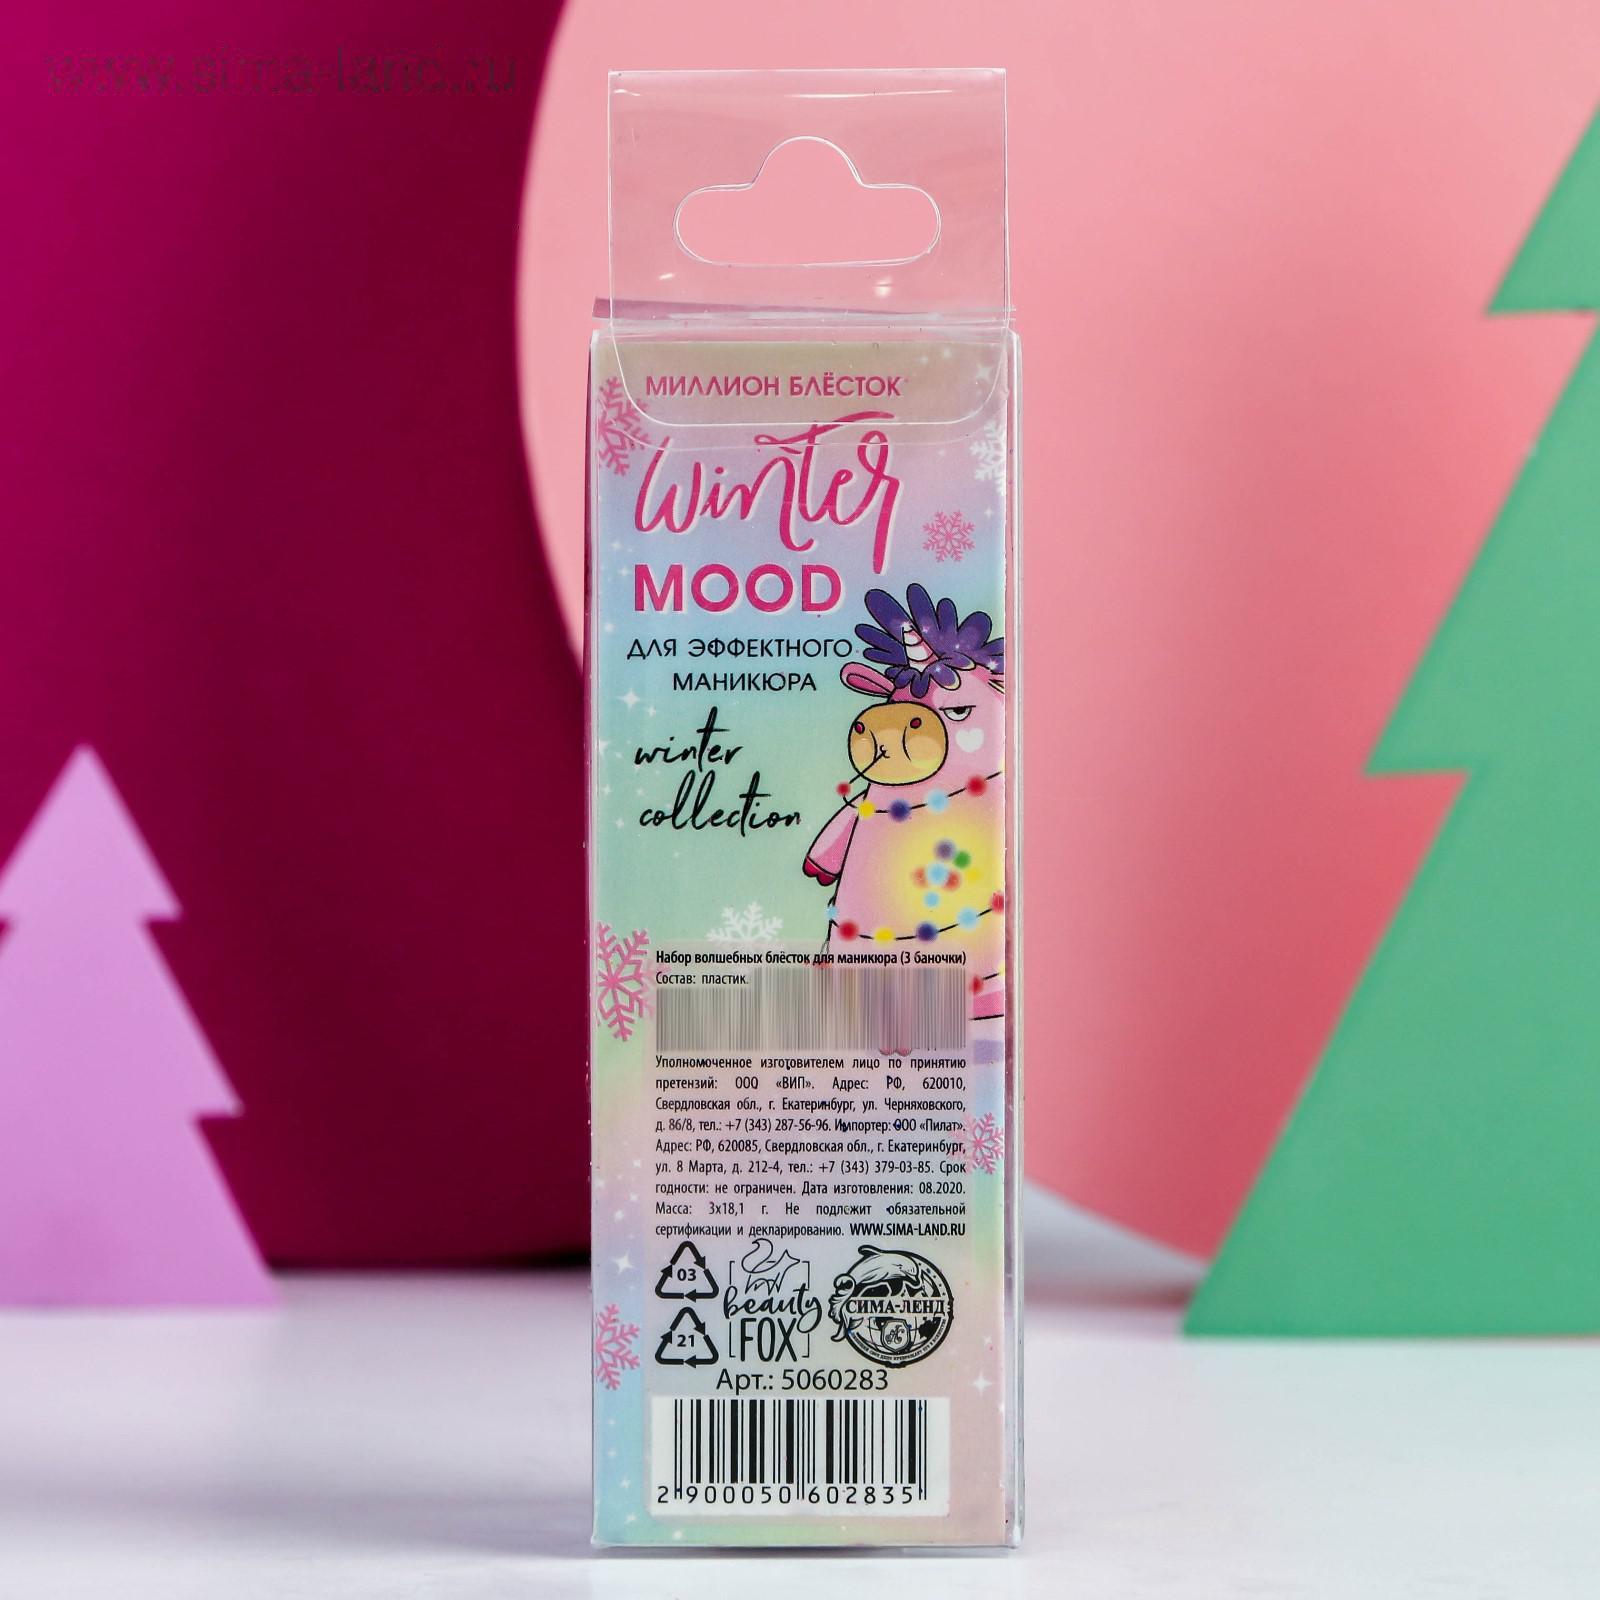 www.sima-land.ru
МИЛЛИОН БЛЁСТОК
Winter
MOOD
ДЛЯ ЭФФЕКТНОГО
МАНИКЮРА
winter
collection
Набор волшебных блёсток для маникюра (3 баночки)
Состав: пластик.
Уполномоченное изготовителем лицо по принятию
претензий: ООО «ВИП». Адрес: РФ, 620010,
Свердловская обл., г. Екатеринбург, ул. Черняховского,
д. 86/8, тел.: +7 (343) 287-56-96. Импортер: ООО «Пилат».
Адрес: РФ, 620085, Свердловская обл., г. Екатеринбург,
ул. 8 Марта, д. 212-4, тел.: +7 (343) 379-03-85. Срок
годности: не ограничен. Дата изготовления: 08.2020.
Масса: 3х18,1 г. Не подлежит обязательной
сертификации и декларированию. WWW.SIMA-LAND.RU
03
21
beauty
FOX
СИМА-ЛЕНД
Арт.: 5060283
2 900050 602835